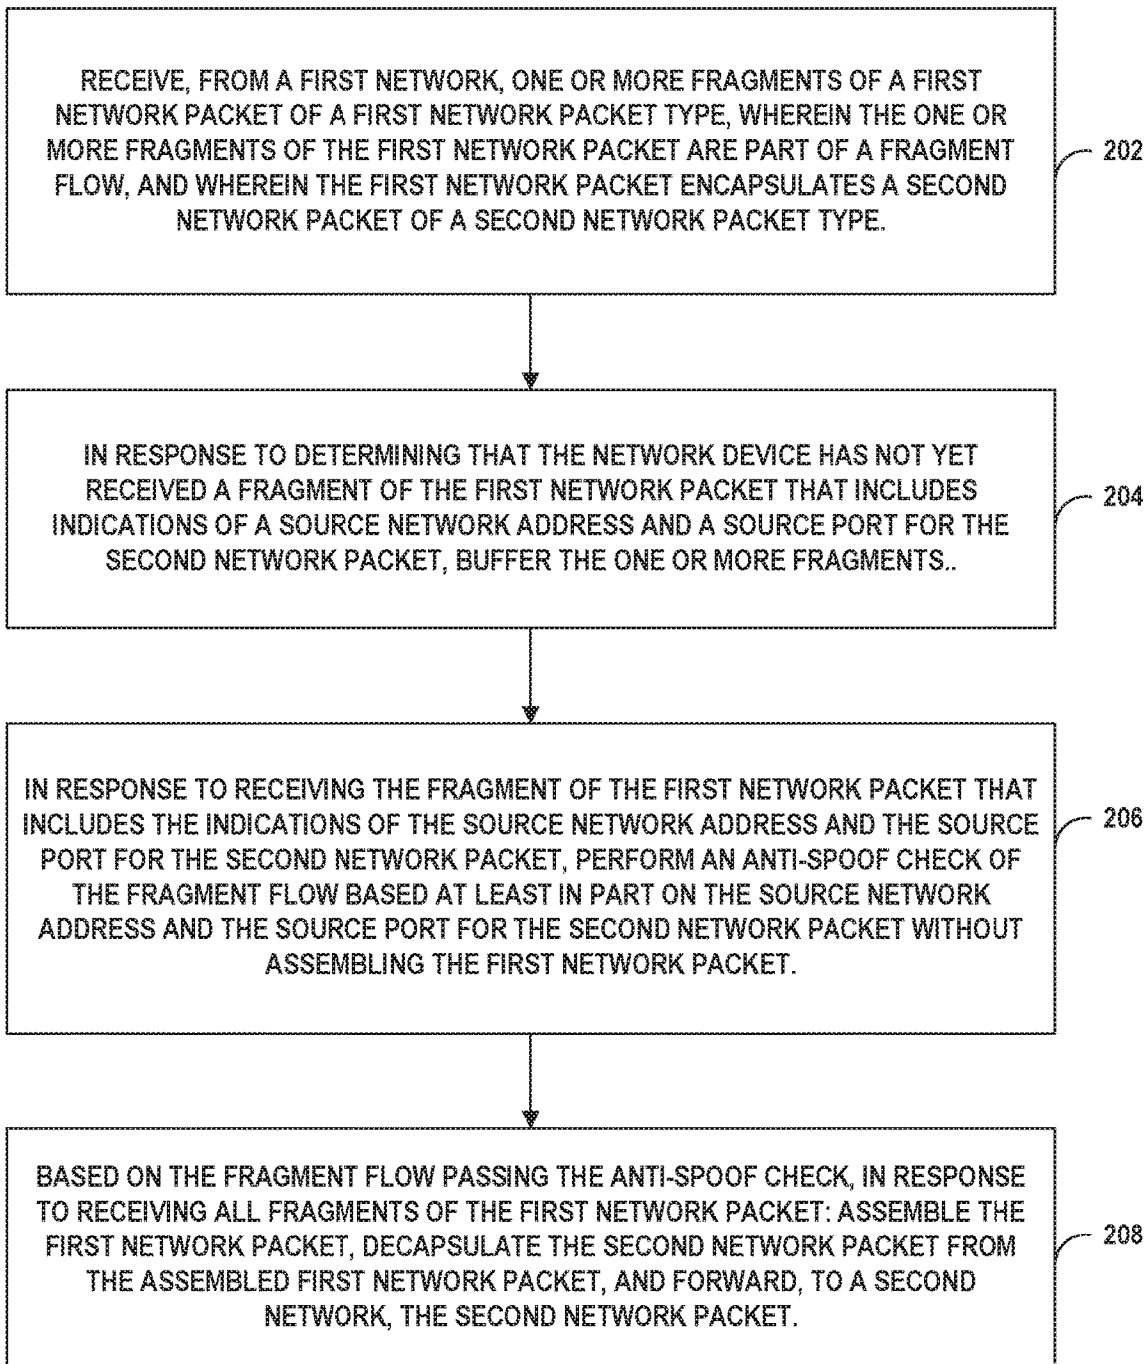 RECEIVE, FROM A FIRST NETWORK, ONE OR MORE FRAGMENTS OF A FIRST
NETWORK PACKET OF A FIRST NETWORK PACKET TYPE, WHEREIN THE ONE OR
MORE FRAGMENTS OF THE FIRST NETWORK PACKET ARE PART OF A FRAGMENT
FLOW, AND WHEREIN THE FIRST NETWORK PACKET ENCAPSULATES A SECOND
NETWORK PACKET OF A SECOND NETWORK PACKET TYPE.
202
IN RESPONSE TO DETERMINING THAT THE NETWORK DEVICE HAS NOT YET
RECEIVED A FRAGMENT OF THE FIRST NETWORK PACKET THAT INCLUDES
INDICATIONS OF A SOURCE NETWORK ADDRESS AND A SOURCE PORT FOR THE
SECOND NETWORK PACKET, BUFFER THE ONE OR MORE FRAGMENTS..
204
IN RESPONSE TO RECEIVING THE FRAGMENT OF THE FIRST NETWORK PACKET THAT
INCLUDES THE INDICATIONS OF THE SOURCE NETWORK ADDRESS AND THE SOURCE
PORT FOR THE SECOND NETWORK PACKET, PERFORM AN ANTI-SPOOF CHECK OF
THE FRAGMENT FLOW BASED AT LEAST IN PART ON THE SOURCE NETWORK
ADDRESS AND THE SOURCE PORT FOR THE SECOND NETWORK PACKET WITHOUT
ASSEMBLING THE FIRST NETWORK PACKET.
206
BASED ON THE FRAGMENT FLOW PASSING THE ANTI-SPOOF CHECK, IN RESPONSE
TO RECEIVING ALL FRAGMENTS OF THE FIRST NETWORK PACKET: ASSEMBLE THE
FIRST NETWORK PACKET, DECAPSULATE THE SECOND NETWORK PACKET FROM
THE ASSEMBLED FIRST NETWORK PACKET, AND FORWARD, TO A SECOND
NETWORK, THE SECOND NETWORK PACKET.
208